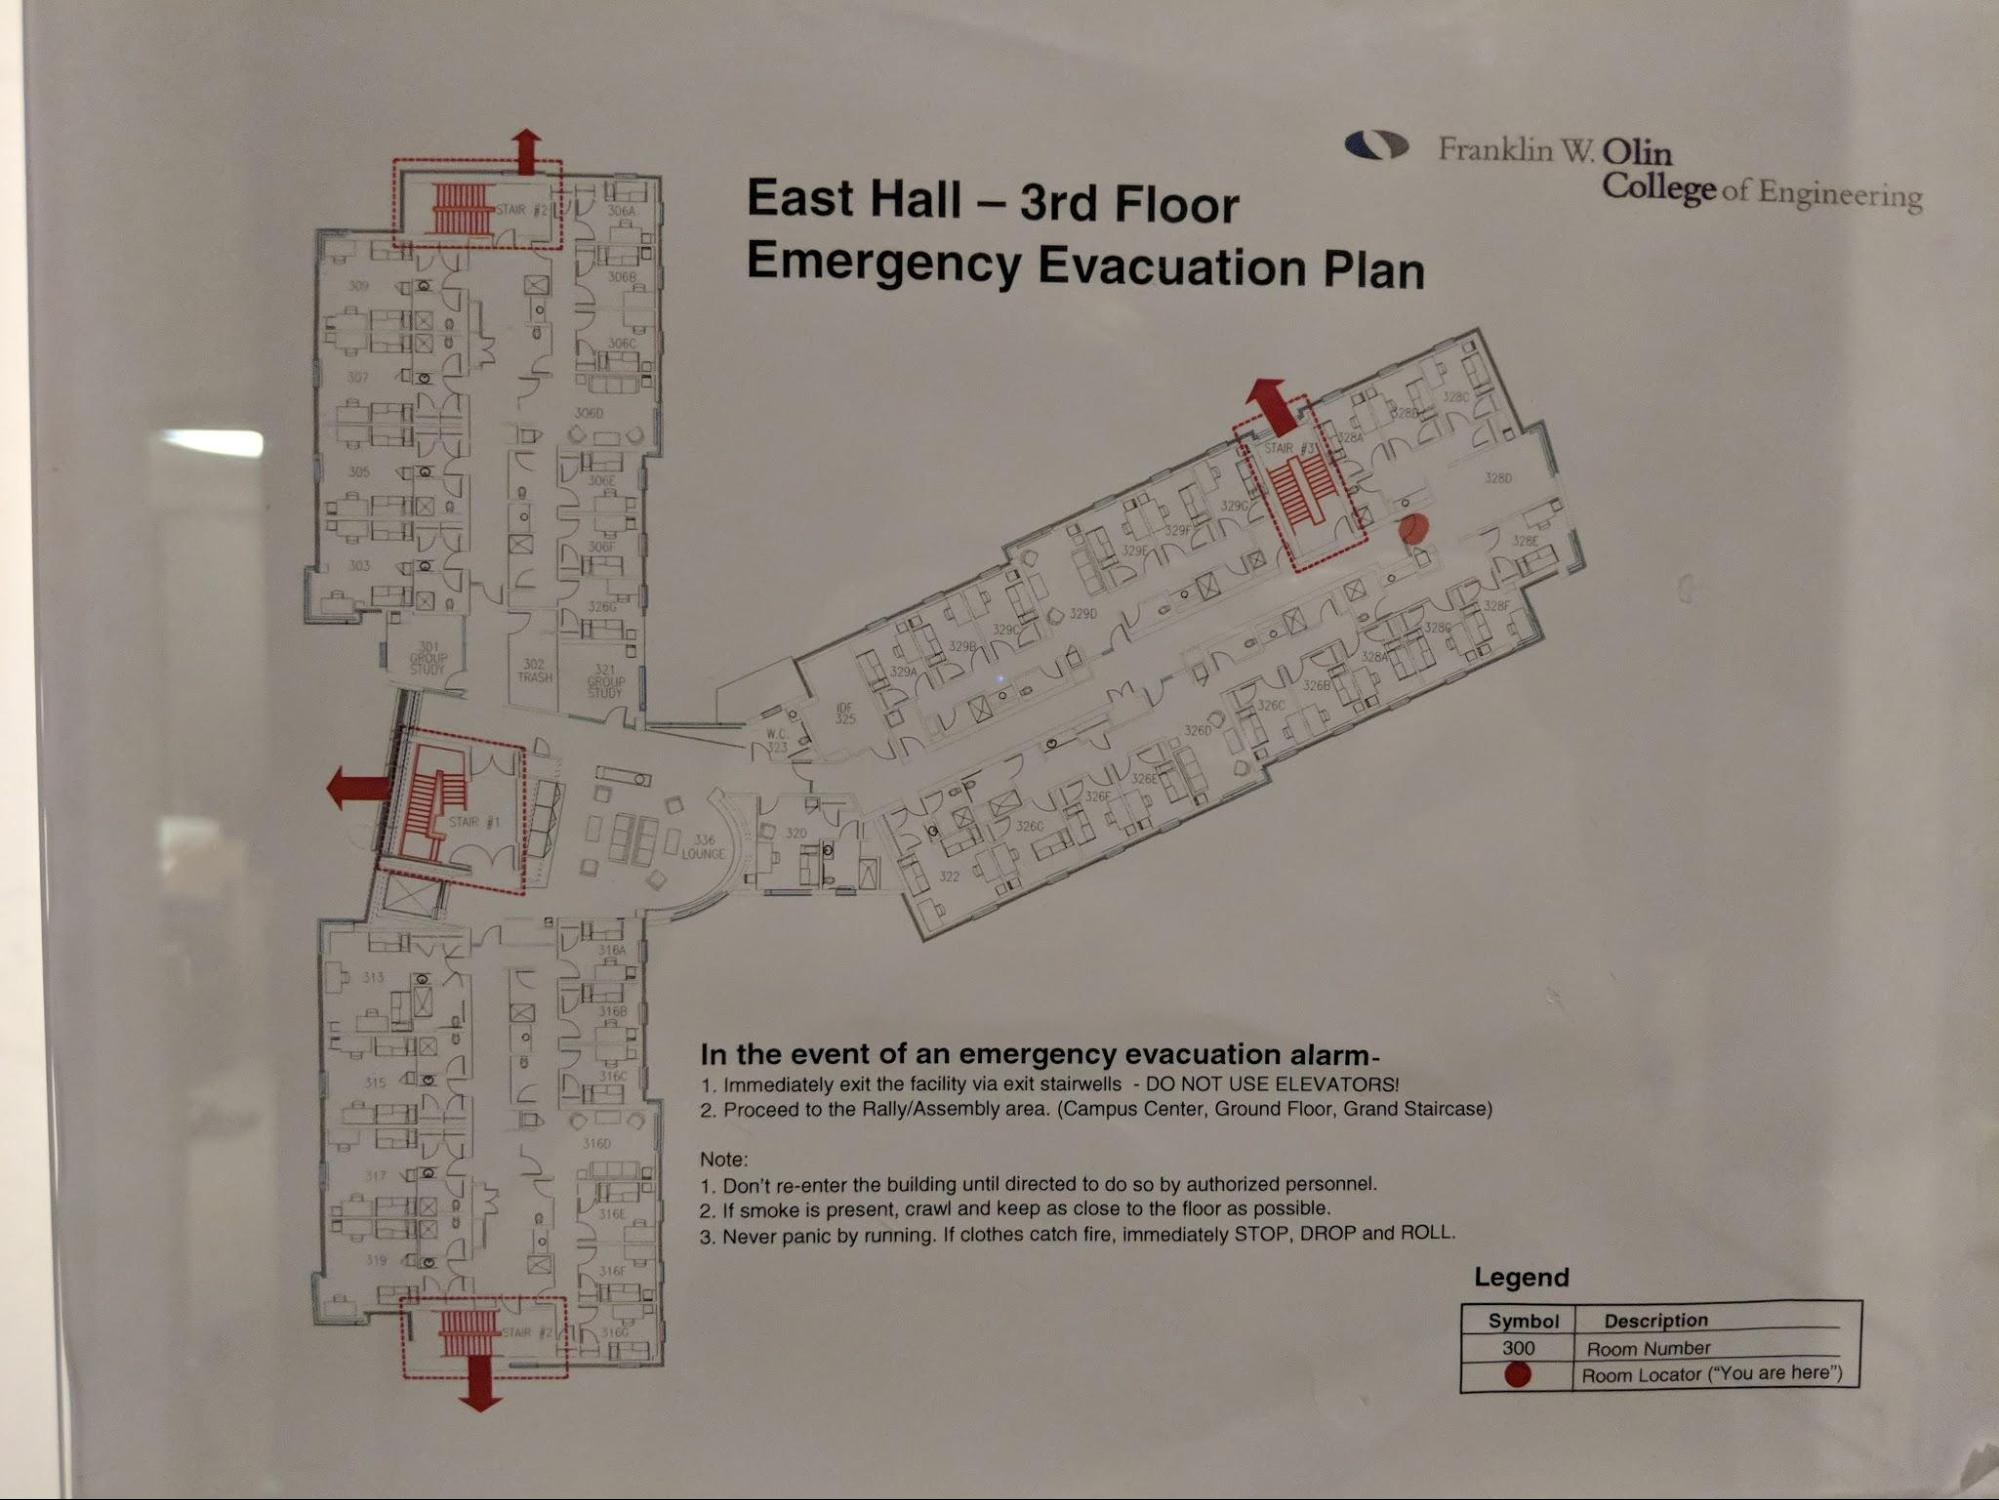 Franklin W. Olin
College of Engineering
East Hall – 3rd Floor
Emergency Evacuation Plan
STAIR #2
306A
309
306B
306C
307
306D
305
306E
306F
303
326G
301
GROUP
STUDY
302
TRASH
321
GROUP
STUDY
STAIR #1
336
LOUNGE
W.C.
323
IDF
325
320
322
329A
329B
329C
329D
329E
329F
329G
STAIR #3
328A
328B
328C
328D
328E
328F
328G
328A
326B
326C
326D
326E
326F
326G
313
316A
316B
315
316C
316D
317
316E
319
316F
STAIR #2
316G
In the event of an emergency evacuation alarm-
1. Immediately exit the facility via exit stairwells - DO NOT USE ELEVATORS!
2. Proceed to the Rally/Assembly area. (Campus Center, Ground Floor, Grand Staircase)
Note:
1. Don't re-enter the building until directed to do so by authorized personnel.
2. If smoke is present, crawl and keep as close to the floor as possible.
3. Never panic by running. If clothes catch fire, immediately STOP, DROP and ROLL.
Legend
Symbol Description
300 Room Number
Room Locator ("You are here")